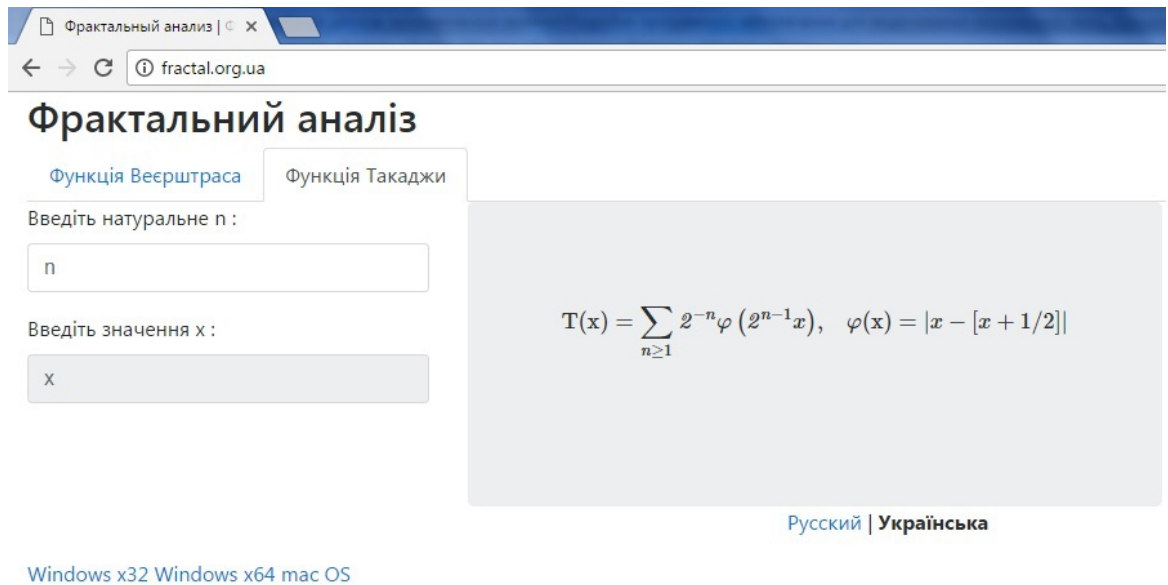 Фрактальный анализ |
fractal.org.ua
Фрактальний аналіз
Функція Веєрштраса Функція Такаджи
Введіть натуральне n :
n
T(x) = ∑_{n≥1} 2^{-n} φ (2^{n-1}x), φ(x) = |x − [x + 1/2]|
Введіть значення x :
x
Русский | Українська
Windows x32 Windows x64 mac OS